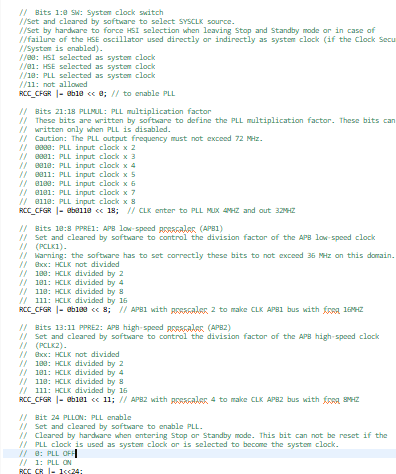 //  Bits 1:0 SW: System clock switch
//Set and cleared by software to select SYSCLK source.
//Set by hardware to force HSI selection when leaving Stop and Standby mode or in case of
//failure of the HSE oscillator used directly or indirectly as system clock (if the Clock Secu
//System is enabled).
//00: HSI selected as system clock
//01: HSE selected as system clock
//10: PLL selected as system clock
//11: not allowed
RCC_CFGR |= 0b10 << 0; // to enable PLL
//  Bits 21:18 PLLMUL: PLL multiplication factor
//  These bits are written by software to define the PLL multiplication factor. These bits can
//  written only when PLL is disabled.
//  Caution: The PLL output frequency must not exceed 72 MHz.
//  0000: PLL input clock x 2
//  0001: PLL input clock x 3
//  0010: PLL input clock x 4
//  0011: PLL input clock x 5
//  0100: PLL input clock x 6
//  0101: PLL input clock x 7
//  0110: PLL input clock x 8
RCC_CFGR |= 0b0110 << 18;  // CLK enter to PLL MUX 4MHZ and out 32MHZ
//  Bits 10:8 PPRE1: APB low-speed prescaler (APB1)
//  Set and cleared by software to control the division factor of the APB low-speed clock
//  (PCLK1).
//  Warning: the software has to set correctly these bits to not exceed 36 MHz on this domain.
//  0xx: HCLK not divided
//  100: HCLK divided by 2
//  101: HCLK divided by 4
//  110: HCLK divided by 8
//  111: HCLK divided by 16
RCC_CFGR |= 0b100 << 8;  // APB1 with prescaler 2 to make CLK APB1 bus with freq 16MHZ
//  Bits 13:11 PPRE2: APB high-speed prescaler (APB2)
//  Set and cleared by software to control the division factor of the APB high-speed clock
//  (PCLK2).
//  0xx: HCLK not divided
//  100: HCLK divided by 2
//  101: HCLK divided by 4
//  110: HCLK divided by 8
//  111: HCLK divided by 16
RCC_CFGR |= 0b101 << 11; // APB2 with prescaler 4 to make CLK APB2 bus with freq 8MHZ
//  Bit 24 PLLON: PLL enable
//  Set and cleared by software to enable PLL.
//  Cleared by hardware when entering Stop or Standby mode. This bit can not be reset if the
//  PLL clock is used as system clock or is selected to become the system clock.
//  0: PLL OFF
//  1: PLL ON
RCC_CR |= 1<<24;